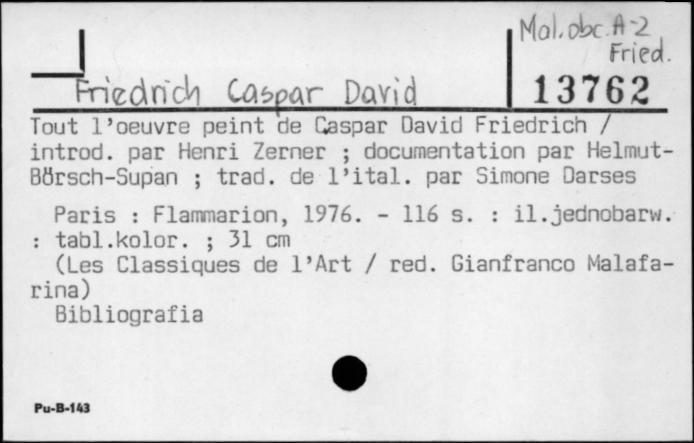 Mal.obc.A-2
Fried.
Friedrich Caspar David
13762
Tout l'oeuvre peint de Caspar David Friedrich /
introd. par Henri Zerner ; documentation par Helmut-
Börsch-Supan ; trad. de l'ital. par Simone Darses
Paris : Flammarion, 1976. - 116 s. : il.jednobarw.
: tabl.kolor. ; 31 cm
(Les Classiques de l'Art / red. Gianfranco Malafa-
rina)
Bibliografia
Pu-B-143